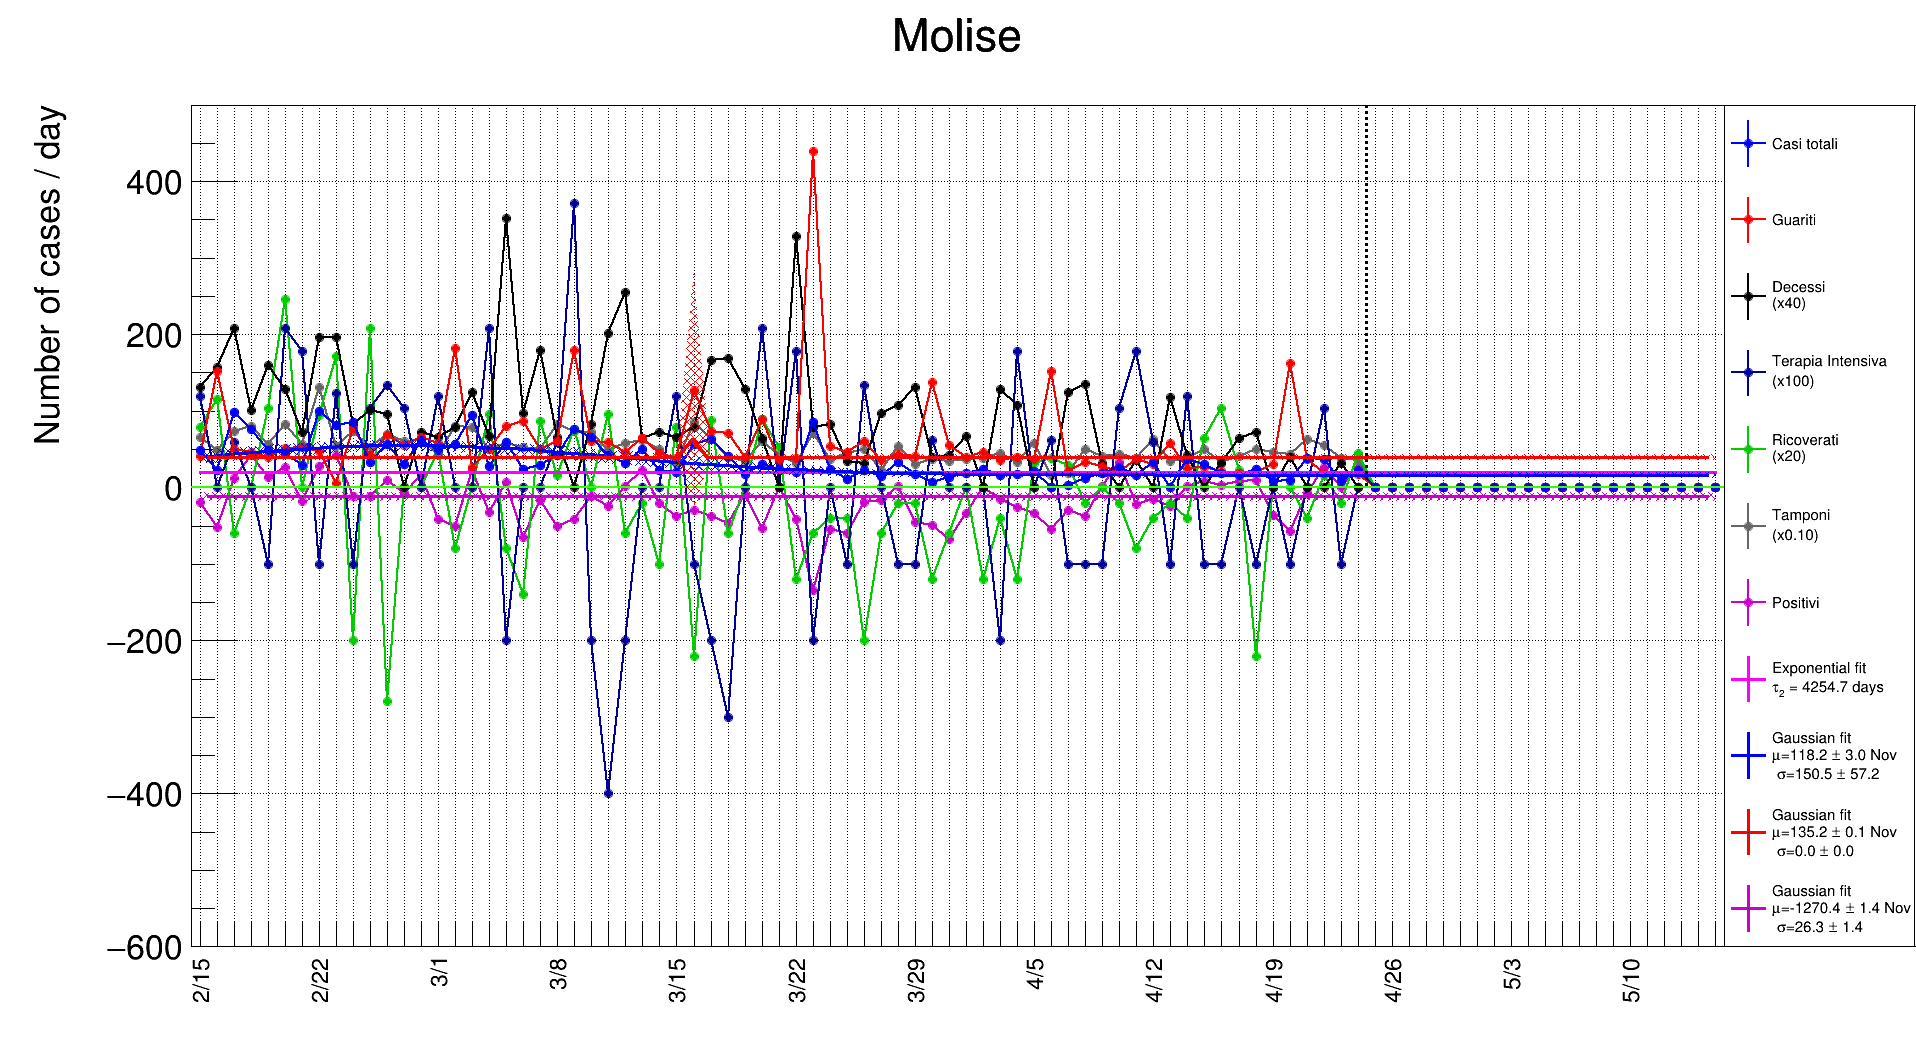 Molise
Number of cases / day
400
200
0
−200
−400
−600
2/15
2/22
3/1
3/8
3/15
3/22
3/29
4/5
4/12
4/19
4/26
5/3
5/10
Casi totali
Guariti
Decessi
(x40)
Terapia Intensiva
(x100)
Ricoverati
(x20)
Tamponi
(x0.10)
Positivi
Exponential fit
τ2 = 4254.7 days
Gaussian fit
μ=118.2 ± 3.0 Nov
σ=150.5 ± 57.2
Gaussian fit
μ=135.2 ± 0.1 Nov
σ=0.0 ± 0.0
Gaussian fit
μ=-1270.4 ± 1.4 Nov
σ=26.3 ± 1.4